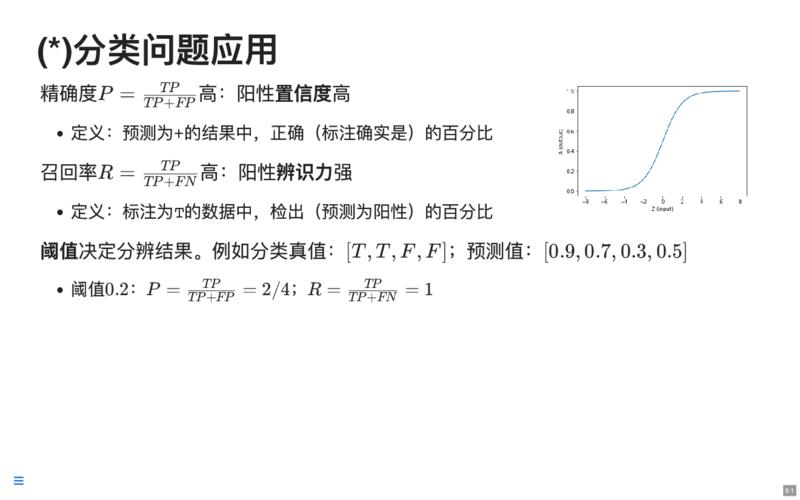 (*)分类问题应用
精确度P = TP/(TP+FP)高：阳性置信度高
• 定义：预测为+的结果中，正确（标注确实是）的百分比
召回率R = TP/(TP+FN)高：阳性辨识力强
• 定义：标注为T的数据中，检出（预测为阳性）的百分比
阈值决定分辨结果。例如分类真值：[T, T, F, F]；预测值：[0.9, 0.7, 0.3, 0.5]
• 阈值0.2：P = TP/(TP+FP) = 2/4；R = TP/(TP+FN) = 1
1.0
0.8
0.6
0.4
0.2
0.0
−8 −6 −4 −2 0 2 4 6 8
Z (input)